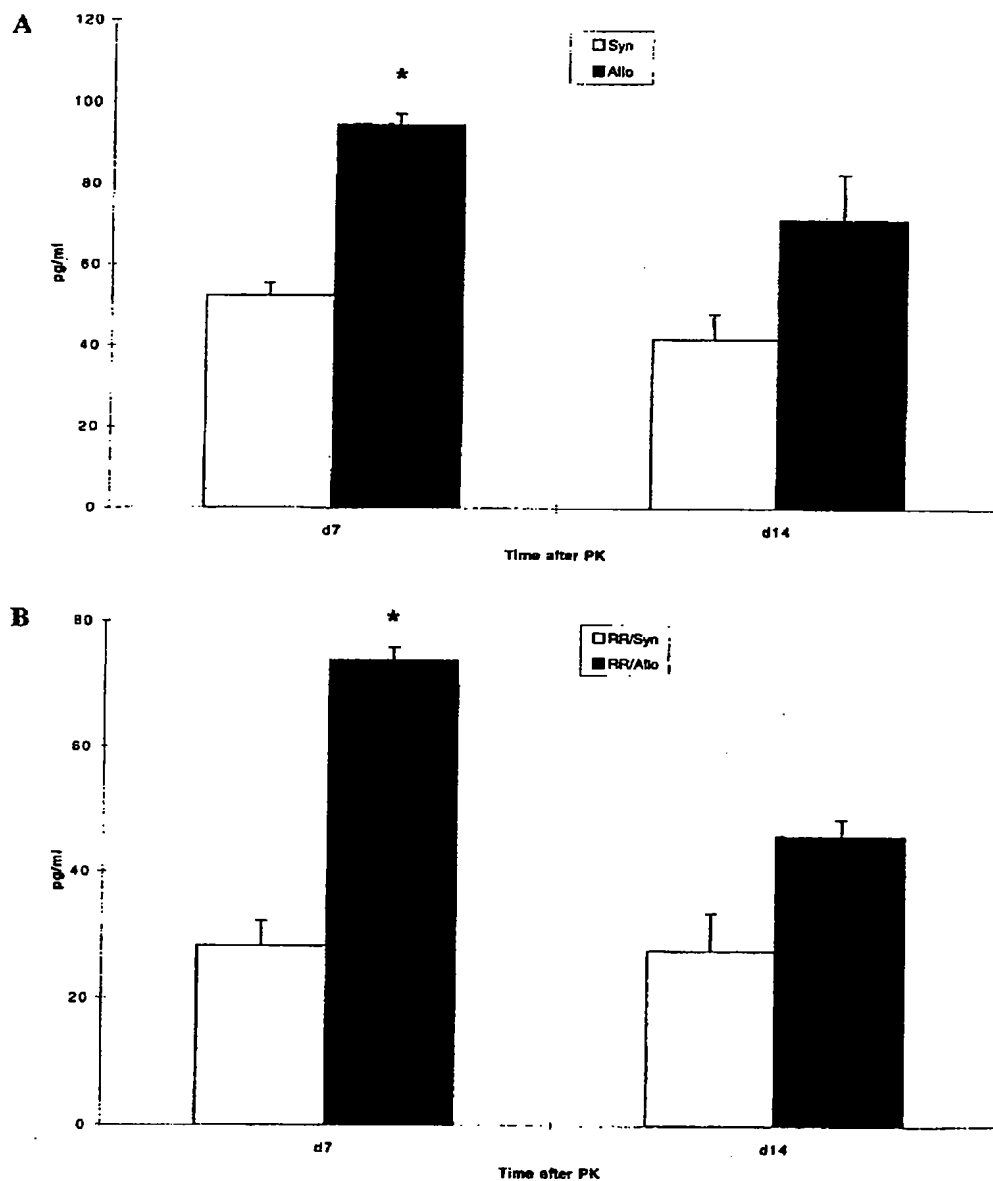 A
120
Syn
Allo
*
100
80
60
pg/ml
40
20
0
d7
d14
Time after PK
B
80
*
RR/Syn
RR/Allo
60
40
pg/ml
20
0
d7
d14
Time after PK